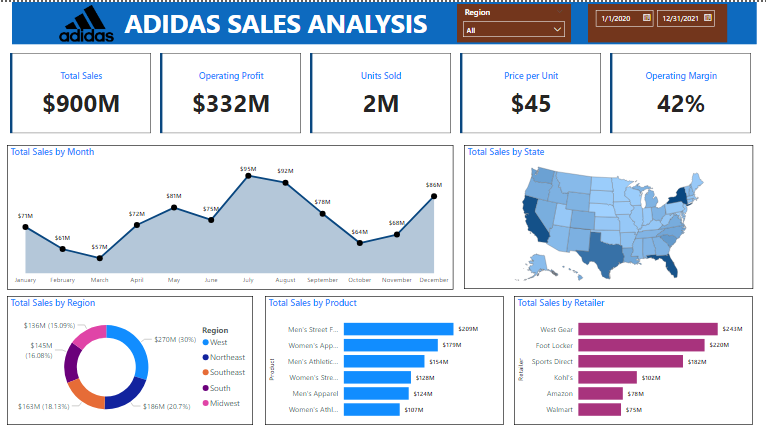 adidas
ADIDAS SALES ANALYSIS
Region
All
1/1/2020
12/31/2021
Total Sales
$900M
Operating Profit
$332M
Units Sold
2M
Price per Unit
$45
Operating Margin
42%
Total Sales by Month
$71M
$61M
$57M
$72M
$81M
$75M
$95M
$92M
$78M
$64M
$68M
$86M
January
February
March
April
May
June
July
August
September
October
November
December
Total Sales by State
Total Sales by Region
$136M (15.09%)
$145M
(16.08%)
$163M (18.13%)
$270M (30%)
$186M (20.7%)
Region
West
Northeast
Southeast
South
Midwest
Total Sales by Product
Product
Men's Street F...
$209M
Women's App...
$179M
Men's Athletic...
$154M
Women's Stre...
$128M
Men's Apparel
$124M
Women's Athl...
$107M
Total Sales by Retailer
Retailer
West Gear
$243M
Foot Locker
$220M
Sports Direct
$182M
Kohl's
$102M
Amazon
$78M
Walmart
$75M